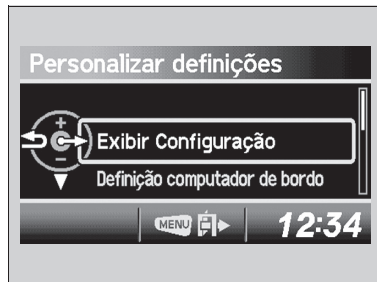 Personalizar definições
+
Exibir Configuração
−
Definição computador de bordo
MENU
12:34